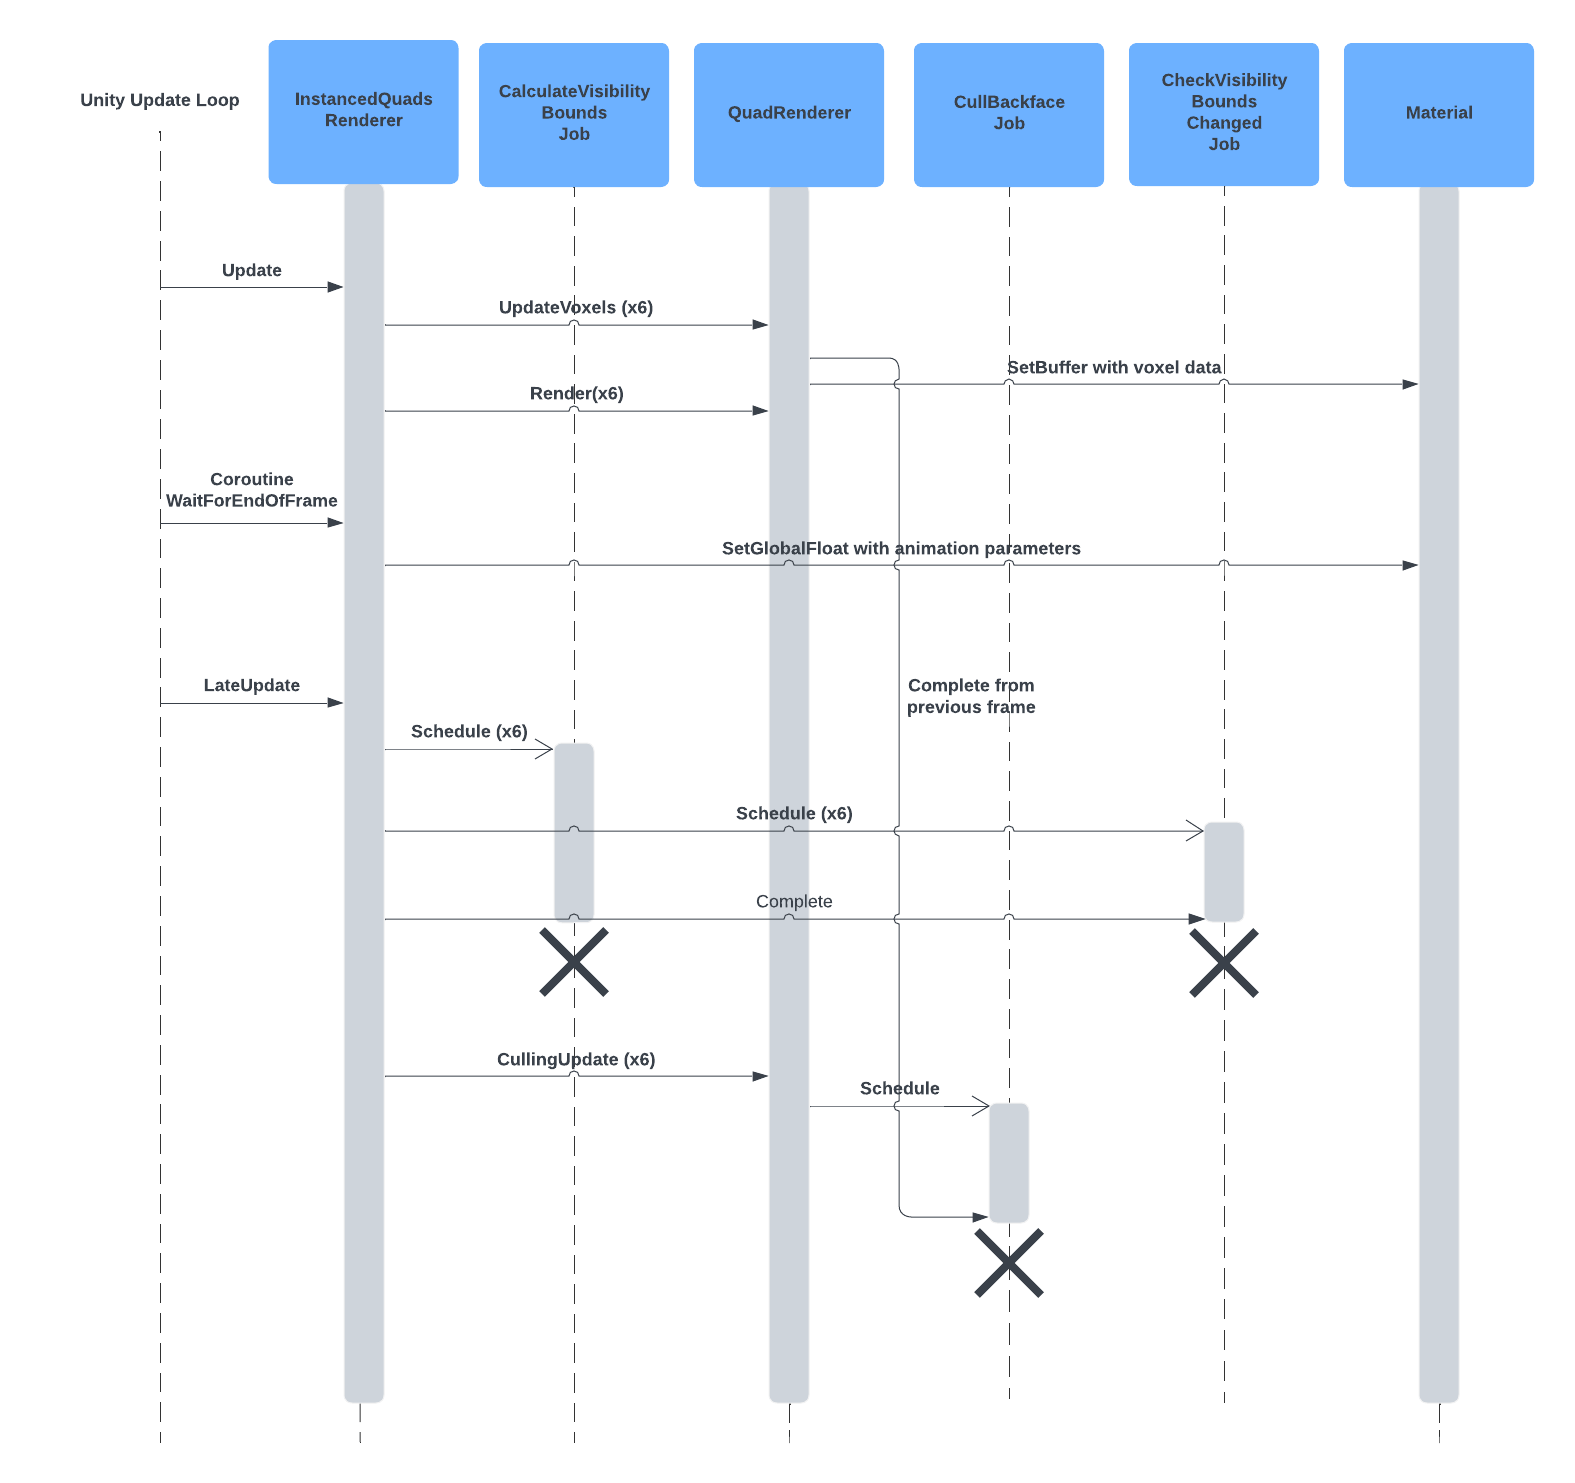 Unity Update Loop
InstancedQuads
Renderer
CalculateVisibility
Bounds
Job
QuadRenderer
CullBackface
Job
CheckVisibility
Bounds
Changed
Job
Material
Update
UpdateVoxels (x6)
SetBuffer with voxel data
Render(x6)
Coroutine
WaitForEndOfFrame
SetGlobalFloat with animation parameters
LateUpdate
Complete from
previous frame
Schedule (x6)
Schedule (x6)
Complete
CullingUpdate (x6)
Schedule